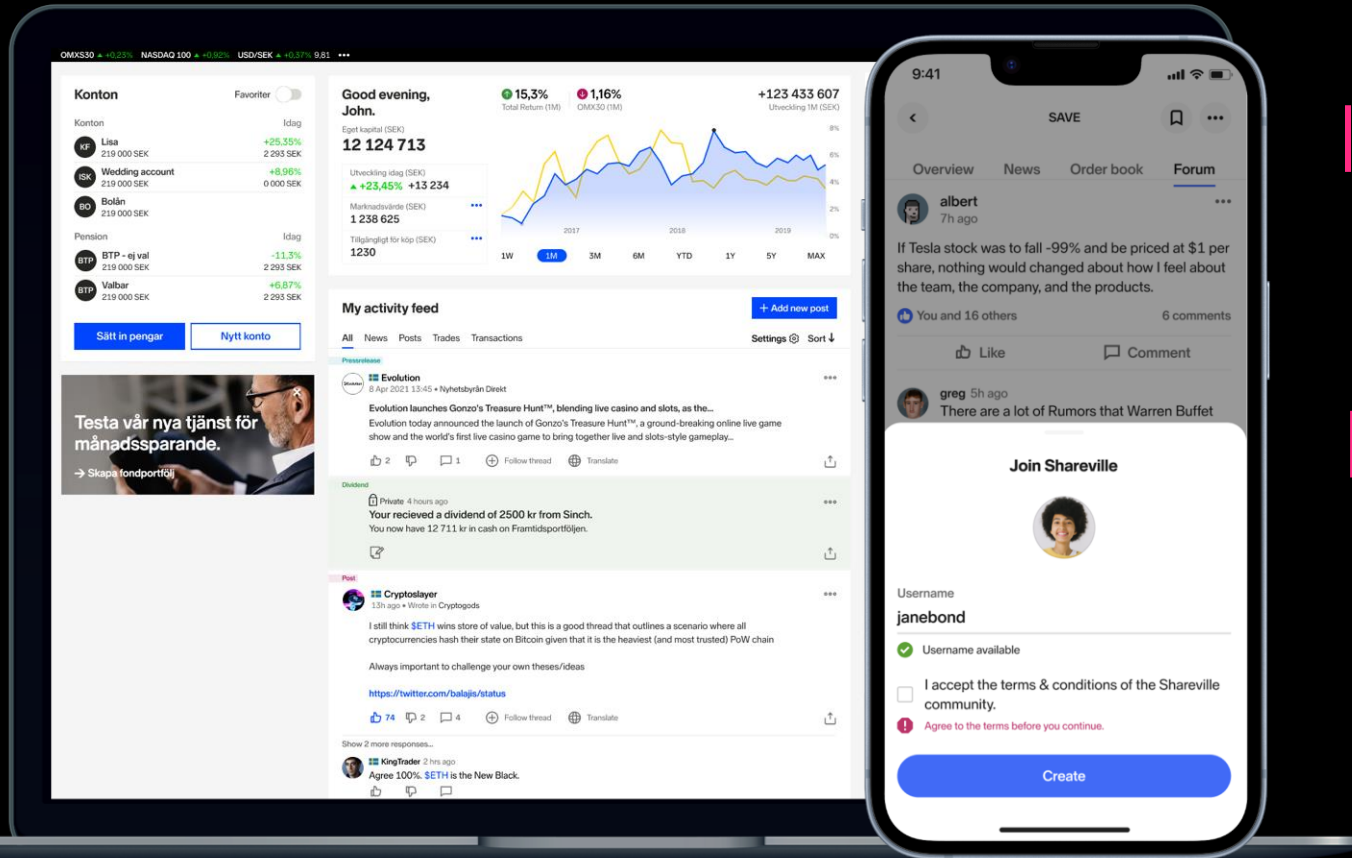 OMXS30 ▲ +0,23% NASDAQ 100 ▲ +0,92% USD/SEK ▲ +0,37% 9,81 •••
Konton
Favoriter
Konton Idag
KF Lisa +25,35%
219 000 SEK 2 293 SEK
ISK Wedding account +8,96%
219 000 SEK 0 000 SEK
BO Bolån
219 000 SEK
Pension Idag
BTP BTP - ej val -11,3%
219 000 SEK 2 293 SEK
BTP Valbar +6,87%
219 000 SEK 2 293 SEK
Sätt in pengar
Nytt konto
Testa vår nya tjänst för
månadssparande.
→ Skapa fondportfölj
Good evening,
John.
Eget kapital (SEK)
12 124 713
Utveckling idag (SEK)
▲ +23,45% +13 234
Marknadsvärde (SEK)
1 238 625
Tillgängligt för köp (SEK)
1230
15,3%
Total Return (1M)
1,16%
OMX30 (1M)
+123 433 607
Utveckling 1M (SEK)
8%
6%
4%
2%
0%
2017 2018 2019
1W 1M 3M 6M YTD 1Y 5Y MAX
My activity feed
+ Add new post
All News Posts Trades Transactions
Settings Sort ↓
Pressrelease
Evolution
8 Apr 2021 13:45 • Nyhetsbyrån Direkt
Evolution launches Gonzo's Treasure Hunt™, blending live casino and slots, as the...
Evolution today announced the launch of Gonzo's Treasure Hunt™, a ground-breaking online live game
show and the world's first live casino game to bring together live and slots-style gameplay...
2 1 Follow thread Translate
Dividend
Private 4 hours ago
Your recieved a dividend of 2500 kr from Sinch.
You now have 12 711 kr in cash on Framtidsportföljen.
Post
Cryptoslayer
13h ago • Wrote in Cryptogods
I still think $ETH wins store of value, but this is a good thread that outlines a scenario where all
cryptocurrencies hash their state on Bitcoin given that it is the heaviest (and most trusted) PoW chain
Always important to challenge your own theses/ideas
https://twitter.com/balajis/status
74 2 4 Follow thread Translate
Show 2 more responses...
KingTrader 2 hrs ago
Agree 100%. $ETH is the New Black.
9:41
SAVE
Overview News Order book Forum
albert
7h ago
If Tesla stock was to fall -99% and be priced at $1 per
share, nothing would changed about how I feel about
the team, the company, and the products.
You and 16 others 6 comments
Like Comment
greg 5h ago
There are a lot of Rumors that Warren Buffet
Join Shareville
Username
janebond
Username available
I accept the terms & conditions of the Shareville
community.
Agree to the terms before you continue.
Create